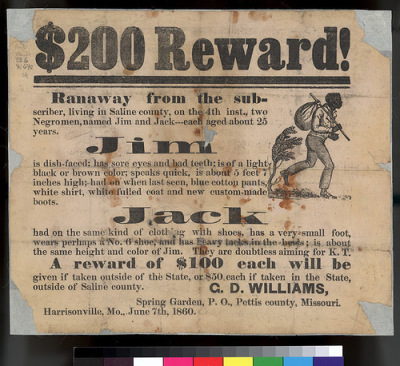 $200 Reward!
Ranaway from the sub-
scriber, living in Saline county, on the 4th inst., two
Negromen, named Jim and Jack---each aged about 25
years.
Jim
is dish-faced; has sore eyes and bad teeth; is of a light
black or brown color; speaks quick, is about 5 feet 7
inches high; had on when last seen, blue cotton pants,
white shirt, white fulled coat and new custom-made
boots.
Jack
had on the same kind of clothing with shoes, has a very small foot,
wears perhaps a No. 6 shoe, and has heavy tacks in the heels; is about
the same height and color of Jim. They are doubtless aiming for K. T.
A reward of $100 each will be
given if taken outside of the State, or $50 each if taken in the State,
outside of Saline county.
G. D. WILLIAMS,
Spring Garden, P. O., Pettis county, Missouri.
Harrisonville, Mo., June 7th, 1860.